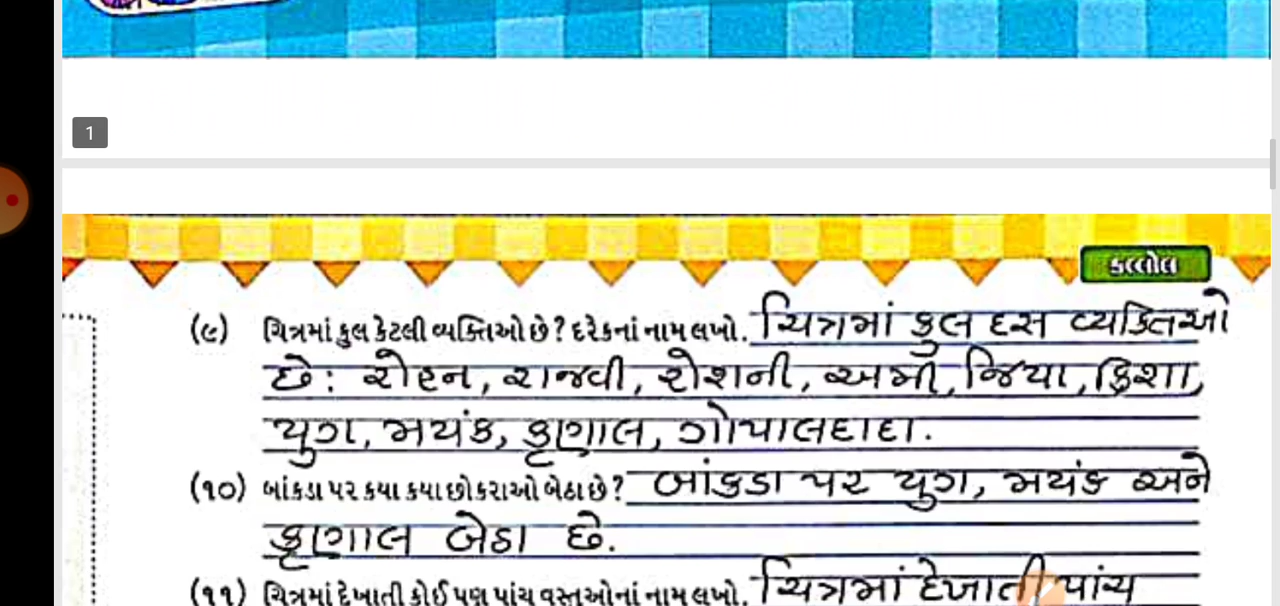 1
કલ્લોલ
(૯) ચિત્રમાં કુલ કેટલી વ્યક્તિઓ છે? દરેકનાં નામ લખો. ચિત્રમાં કુલ દસ વ્યક્તિઓ
છે: રોહન, રાજવી, રોશની, અમી, જિયા, ક્રિશા,
યુગ, મયંક, કૃણાલ, ગોપાલદાદા.
(૧૦) બાંકડા પર કયા કયા છોકરાઓ બેઠા છે? બાંકડા પર યુગ, મયંક અને
કૃણાલ બેઠા છે.
(૧૧) ચિત્રમાં દેખાતી કોઈ પણ પાંચ વસ્તુઓનાં નામ લખો. ચિત્રમાં દેખાતી પાંચ